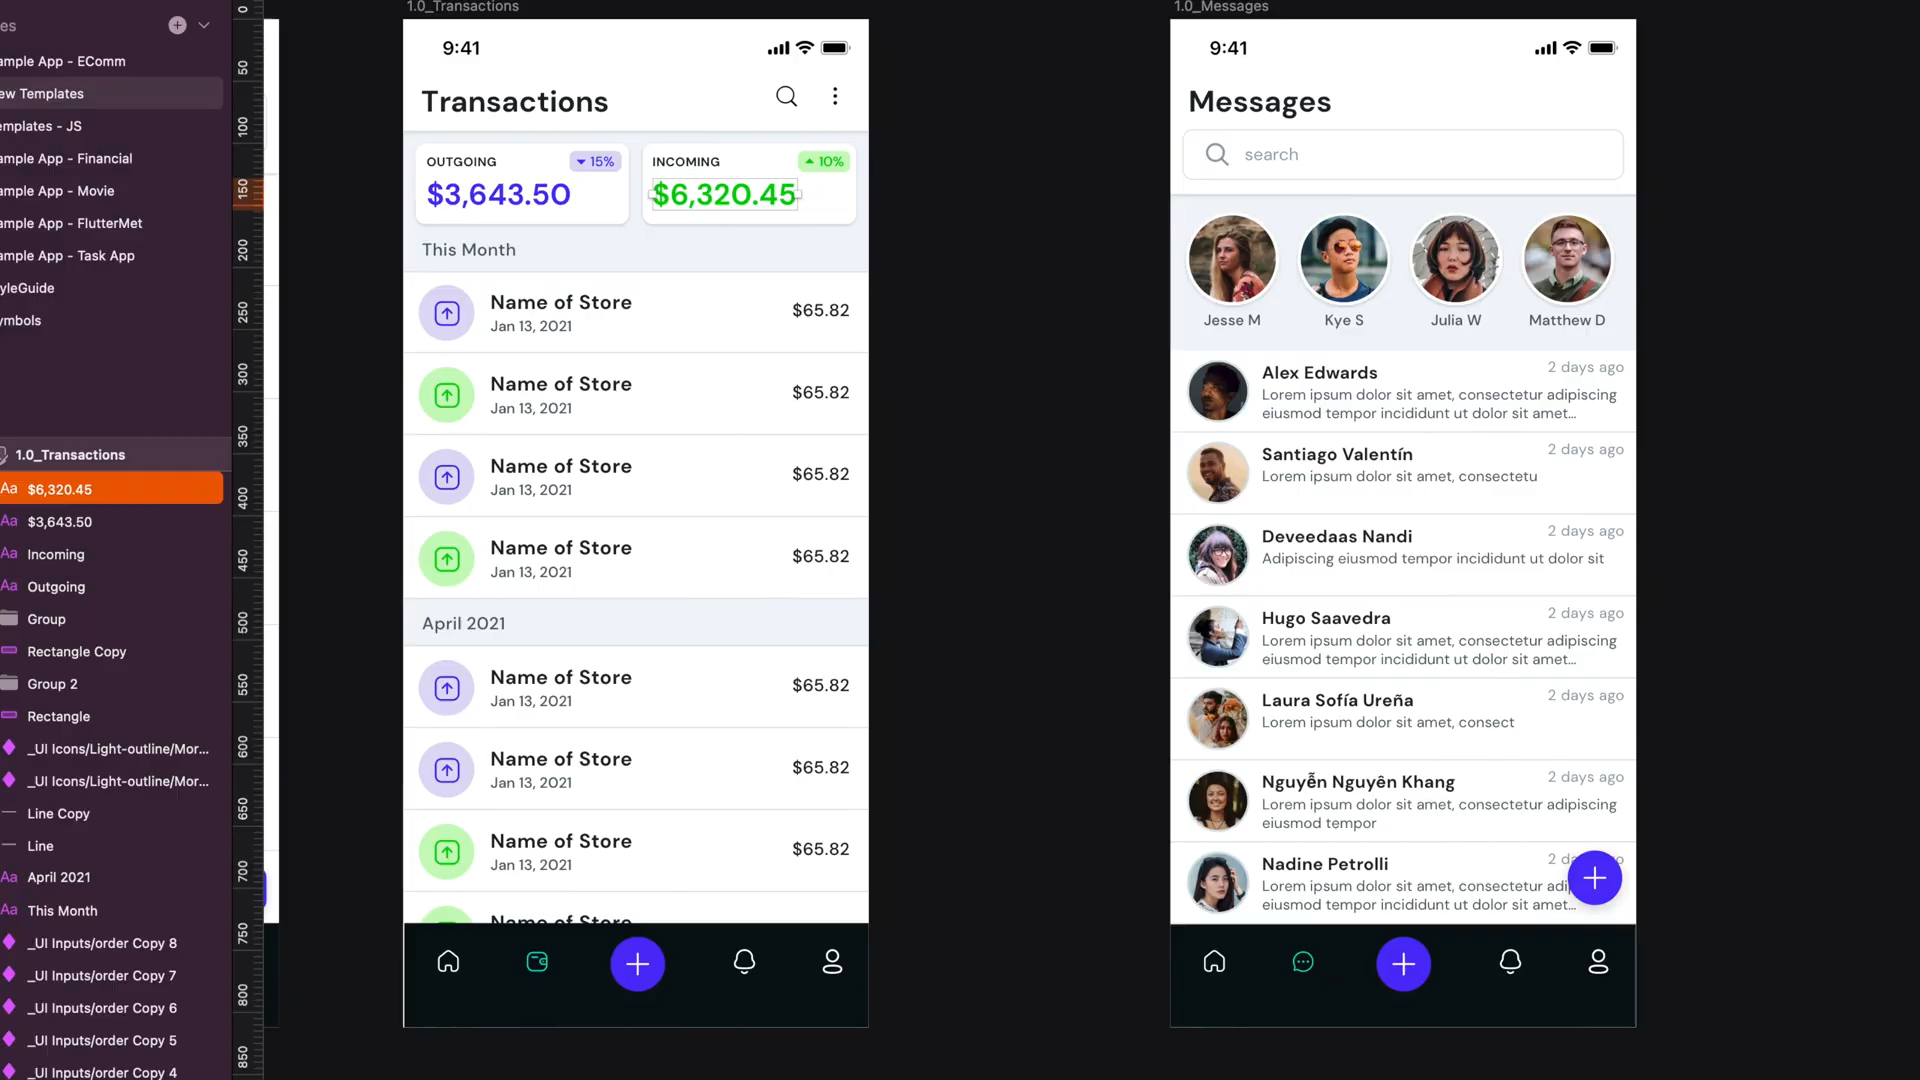 es
ample App - EComm
ew Templates
emplates - JS
ample App - Financial
ample App - Movie
ample App - FlutterMet
ample App - Task App
yleGuide
ymbols
1.0_Transactions
Aa $6,320.45
Aa $3,643.50
Aa Incoming
Aa Outgoing
Group
Rectangle Copy
Group 2
Rectangle
_UI Icons/Light-outline/Mor...
_UI Icons/Light-outline/Mor...
Line Copy
Line
Aa April 2021
Aa This Month
_UI Inputs/order Copy 8
_UI Inputs/order Copy 7
_UI Inputs/order Copy 6
_UI Inputs/order Copy 5
_UI Inputs/order Copy 4
0
50
100
150
200
250
300
350
400
450
500
550
600
650
700
750
800
850
1.0_Transactions
9:41
Transactions
OUTGOING 15%
$3,643.50
INCOMING 10%
$6,320.45
This Month
Name of Store
Jan 13, 2021
$65.82
Name of Store
Jan 13, 2021
$65.82
Name of Store
Jan 13, 2021
$65.82
Name of Store
Jan 13, 2021
$65.82
April 2021
Name of Store
Jan 13, 2021
$65.82
Name of Store
Jan 13, 2021
$65.82
Name of Store
Jan 13, 2021
$65.82
Name of Store
1.0_Messages
9:41
Messages
search
Jesse M
Kye S
Julia W
Matthew D
Alex Edwards
2 days ago
Lorem ipsum dolor sit amet, consectetur adipiscing
eiusmod tempor incididunt ut dolor sit amet...
Santiago Valentín
2 days ago
Lorem ipsum dolor sit amet, consectetu
Deveedaas Nandi
2 days ago
Adipiscing eiusmod tempor incididunt ut dolor sit
Hugo Saavedra
2 days ago
Lorem ipsum dolor sit amet, consectetur adipiscing
eiusmod tempor incididunt ut dolor sit amet...
Laura Sofía Ureña
2 days ago
Lorem ipsum dolor sit amet, consect
Nguyễn Nguyên Khang
2 days ago
Lorem ipsum dolor sit amet, consectetur adipiscing
eiusmod tempor
Nadine Petrolli
2 d
Lorem ipsum dolor sit amet, consectetur adi
eiusmod tempor incididunt ut dolor sit amet...